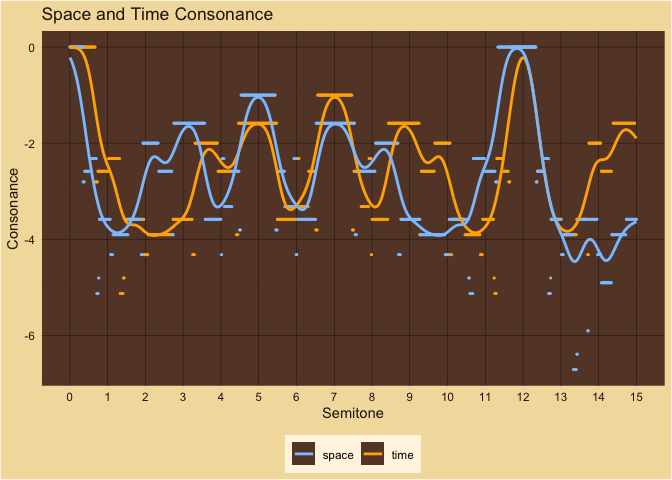 Space and Time Consonance
Consonance
0
-2
-4
-6
0 1 2 3 4 5 6 7 8 9 10 11 12 13 14 15
Semitone
space time